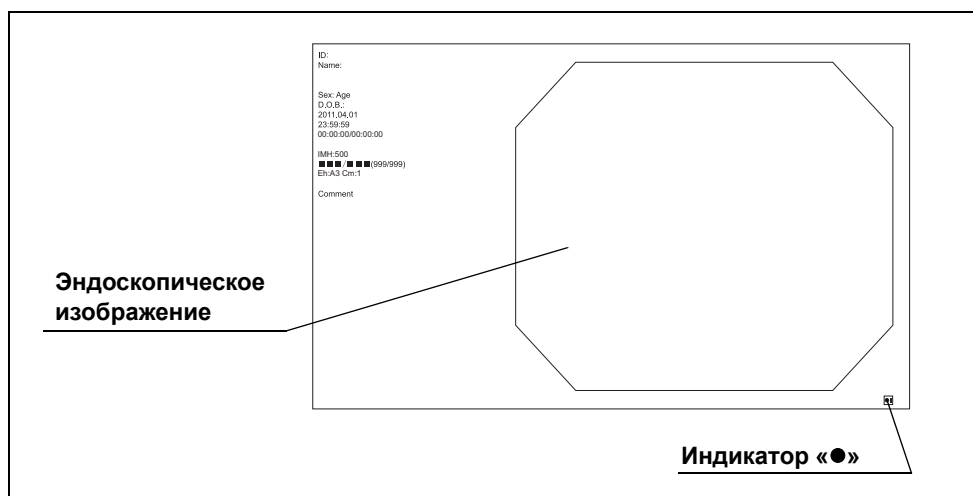 ID:
Name:
Sex: Age
D.O.B.:
2011,04.01
23:59:59
00:00:00/00:00:00
IMH:500
■■■/■■■(999/999)
Eh:A3 Cm:1
Comment
Эндоскопическое
изображение
Индикатор «●»